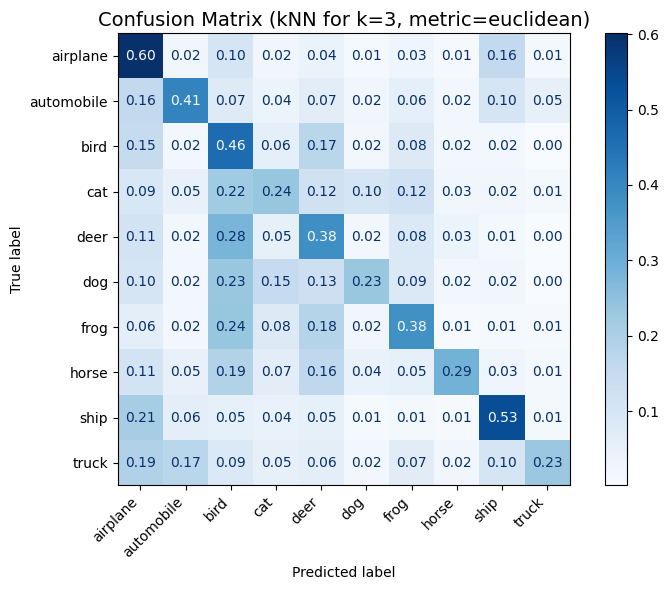 Confusion Matrix (kNN for k=3, metric=euclidean)
airplane 0.60 0.02 0.10 0.02 0.04 0.01 0.03 0.01 0.16 0.01
automobile 0.16 0.41 0.07 0.04 0.07 0.02 0.06 0.02 0.10 0.05
bird 0.15 0.02 0.46 0.06 0.17 0.02 0.08 0.02 0.02 0.00
cat 0.09 0.05 0.22 0.24 0.12 0.10 0.12 0.03 0.02 0.01
deer 0.11 0.02 0.28 0.05 0.38 0.02 0.08 0.03 0.01 0.00
dog 0.10 0.02 0.23 0.15 0.13 0.23 0.09 0.02 0.02 0.00
frog 0.06 0.02 0.24 0.08 0.18 0.02 0.38 0.01 0.01 0.01
horse 0.11 0.05 0.19 0.07 0.16 0.04 0.05 0.29 0.03 0.01
ship 0.21 0.06 0.05 0.04 0.05 0.01 0.01 0.01 0.53 0.01
truck 0.19 0.17 0.09 0.05 0.06 0.02 0.07 0.02 0.10 0.23
airplane automobile bird cat deer dog frog horse ship truck
Predicted label
True label
0.6
0.5
0.4
0.3
0.2
0.1